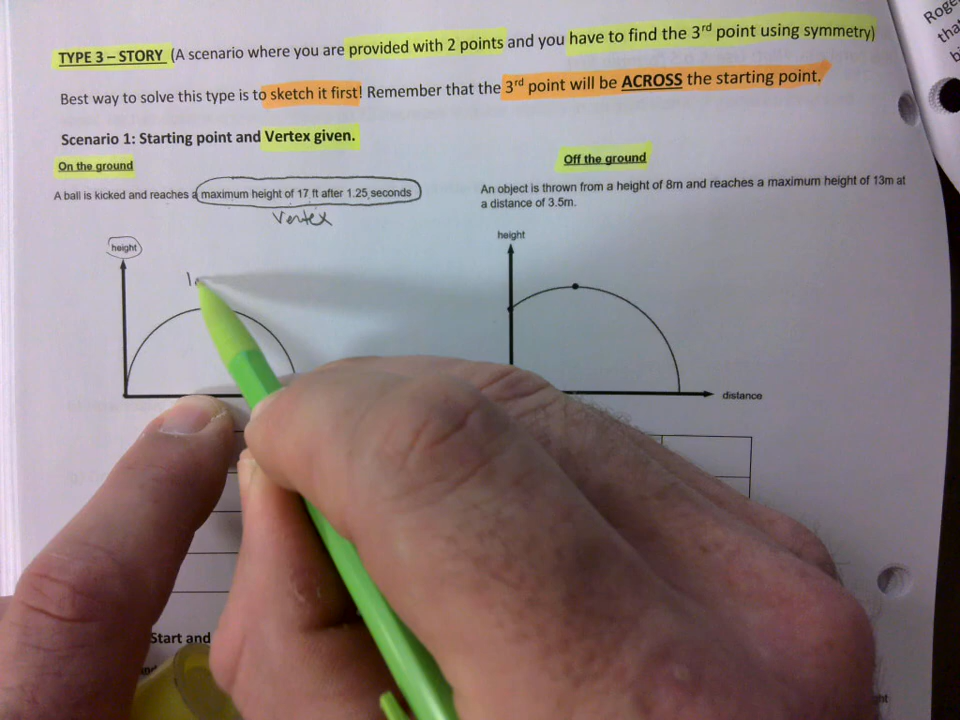 TYPE 3 – STORY (A scenario where you are provided with 2 points and you have to find the 3rd point using symmetry)
Best way to solve this type is to sketch it first! Remember that the 3rd point will be ACROSS the starting point.
Scenario 1: Starting point and Vertex given.
On the ground
A ball is kicked and reaches a maximum height of 17 ft after 1.25 seconds
Vertex
height
Off the ground
An object is thrown from a height of 8m and reaches a maximum height of 13m at
a distance of 3.5m.
height
distance
Start and
Roge
that